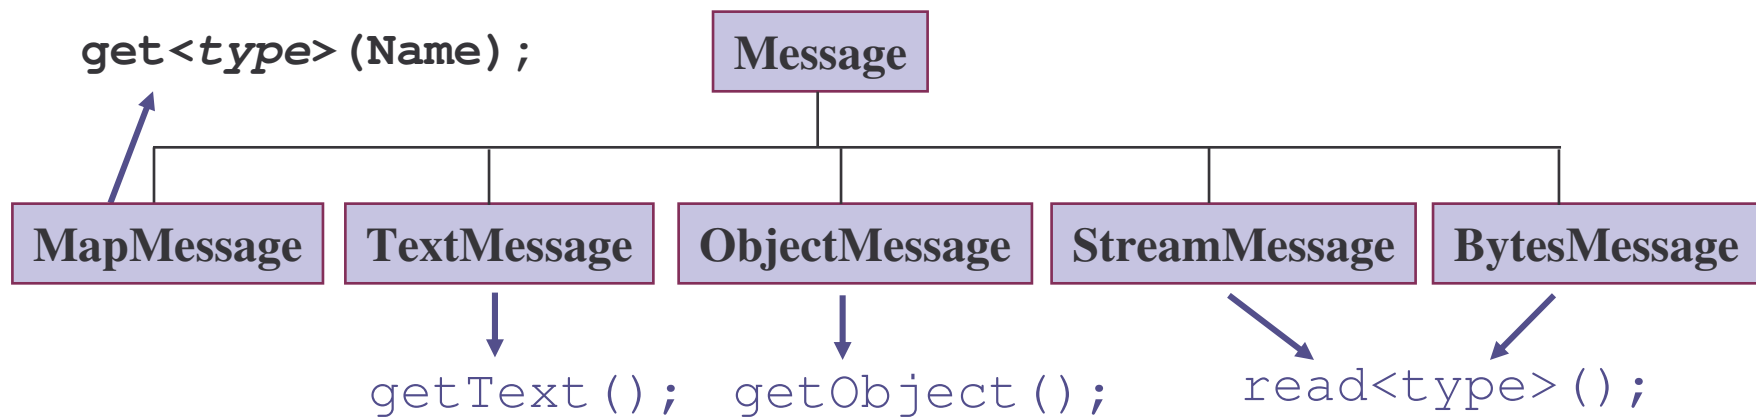 get<type>(Name);
Message
MapMessage
TextMessage
ObjectMessage
StreamMessage
BytesMessage
getText();
getObject();
read<type>();